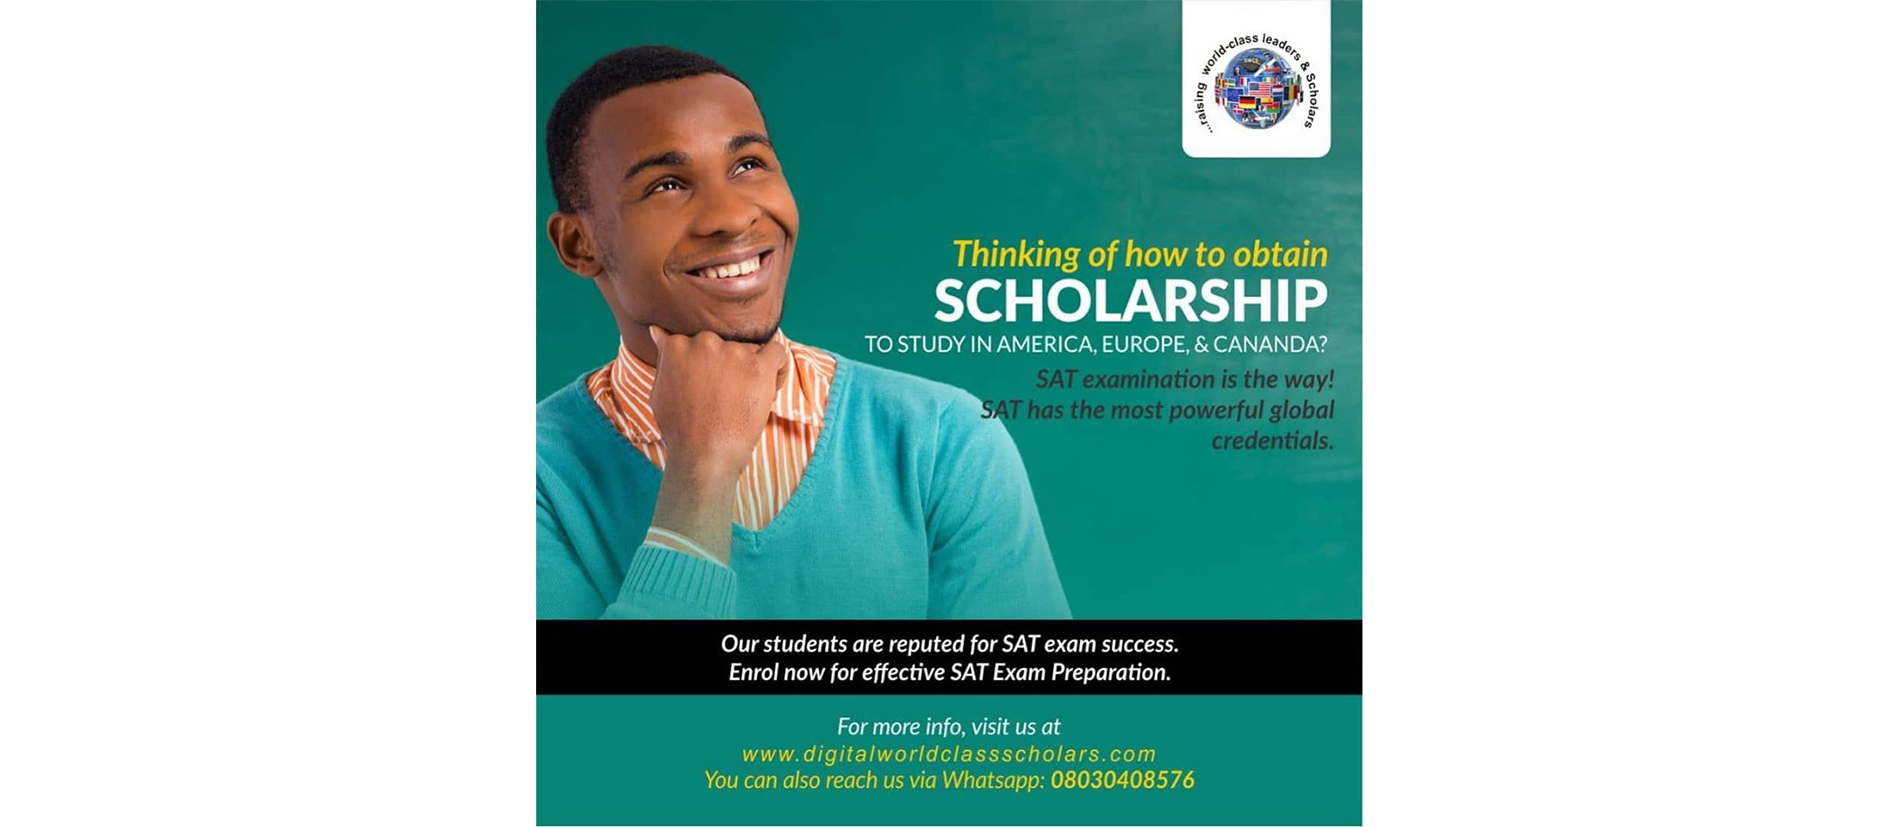 ...raising world-class leaders & Scholars
Thinking of how to obtain
SCHOLARSHIP
TO STUDY IN AMERICA, EUROPE, & CANANDA?
SAT examination is the way!
SAT has the most powerful global
credentials.
Our students are reputed for SAT exam success.
Enrol now for effective SAT Exam Preparation.
For more info, visit us at
www.digitalworldclassscholars.com
You can also reach us via Whatsapp: 08030408576